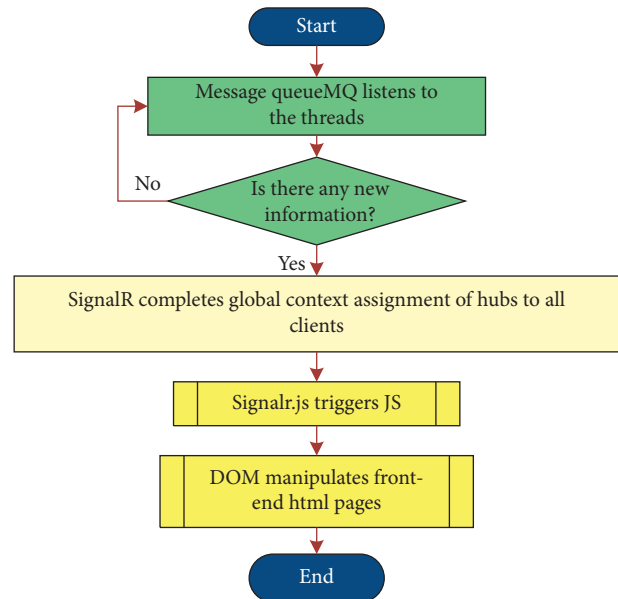 Start
Message queueMQ listens to
the threads
No
Is there any new
information?
Yes
SignalR completes global context assignment of hubs to all
clients
Signalr.js triggers JS
DOM manipulates front-
end html pages
End